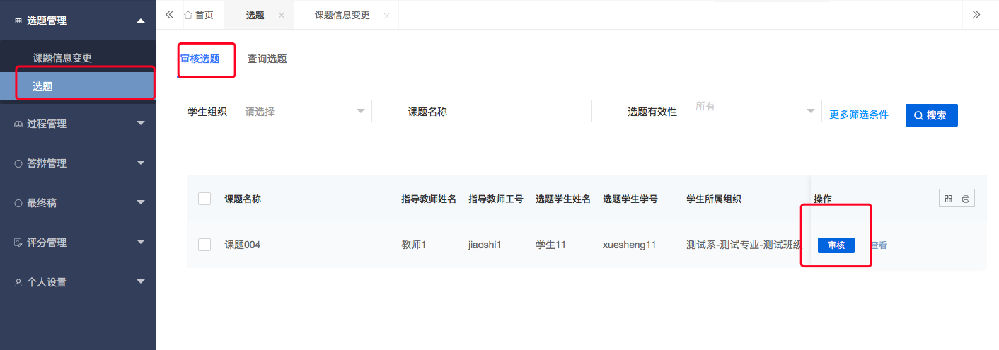 选题管理
课题信息变更
选题
过程管理
答辩管理
最终稿
评分管理
个人设置
首页 选题 课题信息变更
审核选题 查询选题
学生组织 请选择 课题名称 选题有效性 所有 更多筛选条件 搜索
课题名称 指导教师姓名 指导教师工号 选题学生姓名 选题学生学号 学生所属组织 操作
课题004 教师1 jiaoshi1 学生11 xuesheng11 测试系-测试专业-测试班级 审核 查看